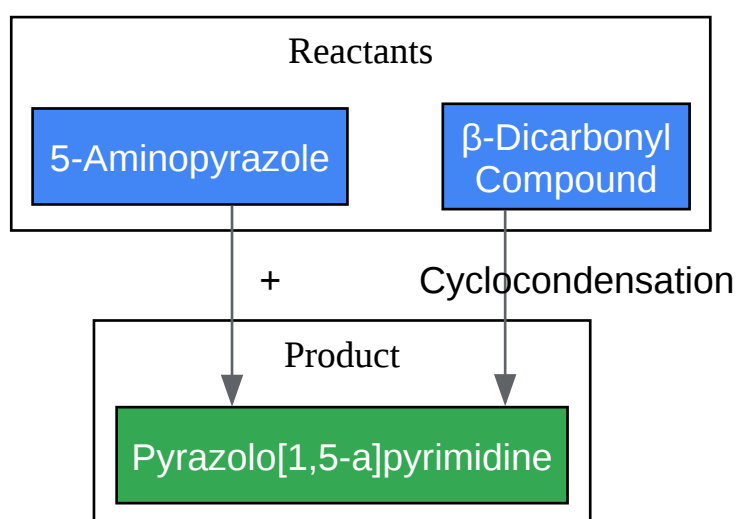 Reactants
5-Aminopyrazole
β-Dicarbonyl
Compound
+
Cyclocondensation
Product
Pyrazolo[1,5-a]pyrimidine